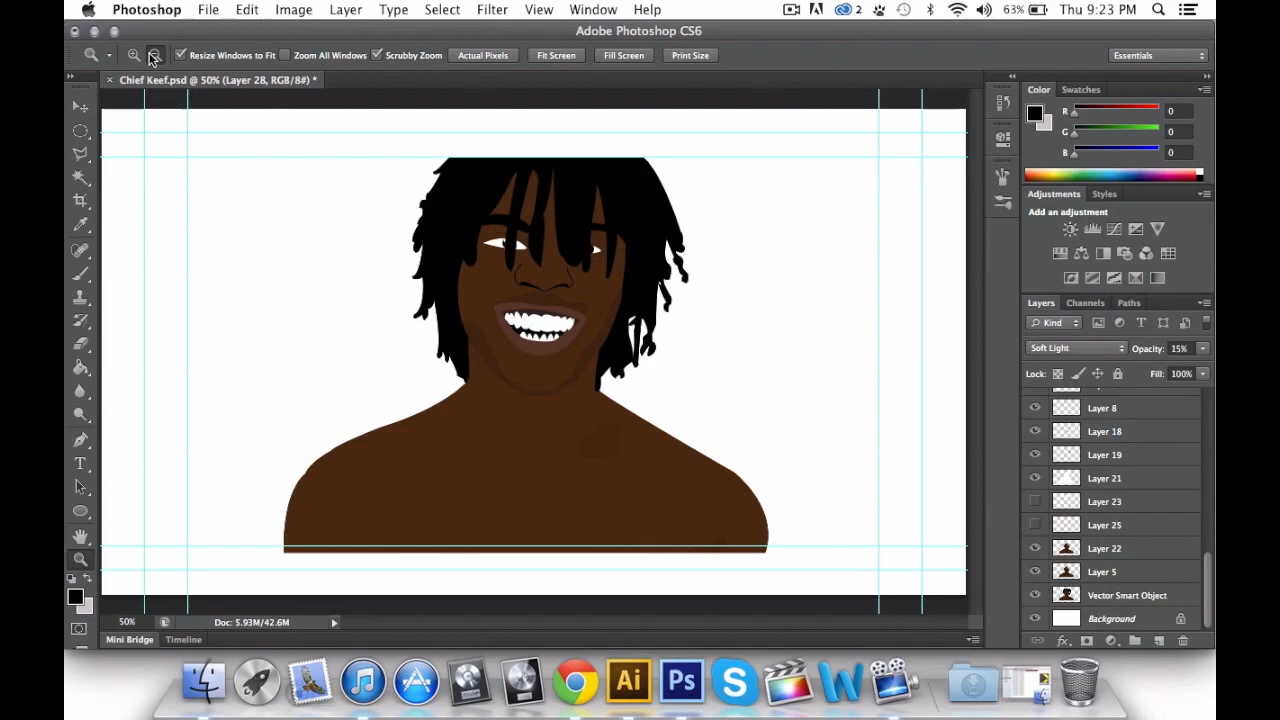 Photoshop File Edit Image Layer Type Select Filter View Window Help 2 63% Thu 9:23 PM
Adobe Photoshop CS6
Resize Windows to Fit Zoom All Windows Scrubby Zoom Actual Pixels Fit Screen Fill Screen Print Size Essentials
× Chief Keef.psd @ 50% (Layer 28, RGB/8#) *
Color Swatches
R 0
G 0
B 0
Adjustments Styles
Add an adjustment
Layers Channels Paths
Kind
Soft Light Opacity: 15%
Lock: Fill: 100%
Layer 8
Layer 18
Layer 19
Layer 21
Layer 23
Layer 25
Layer 22
Layer 5
Vector Smart Object
Background
50% Doc: 5.93M/42.6M
Mini Bridge Timeline
Ai Ps S W